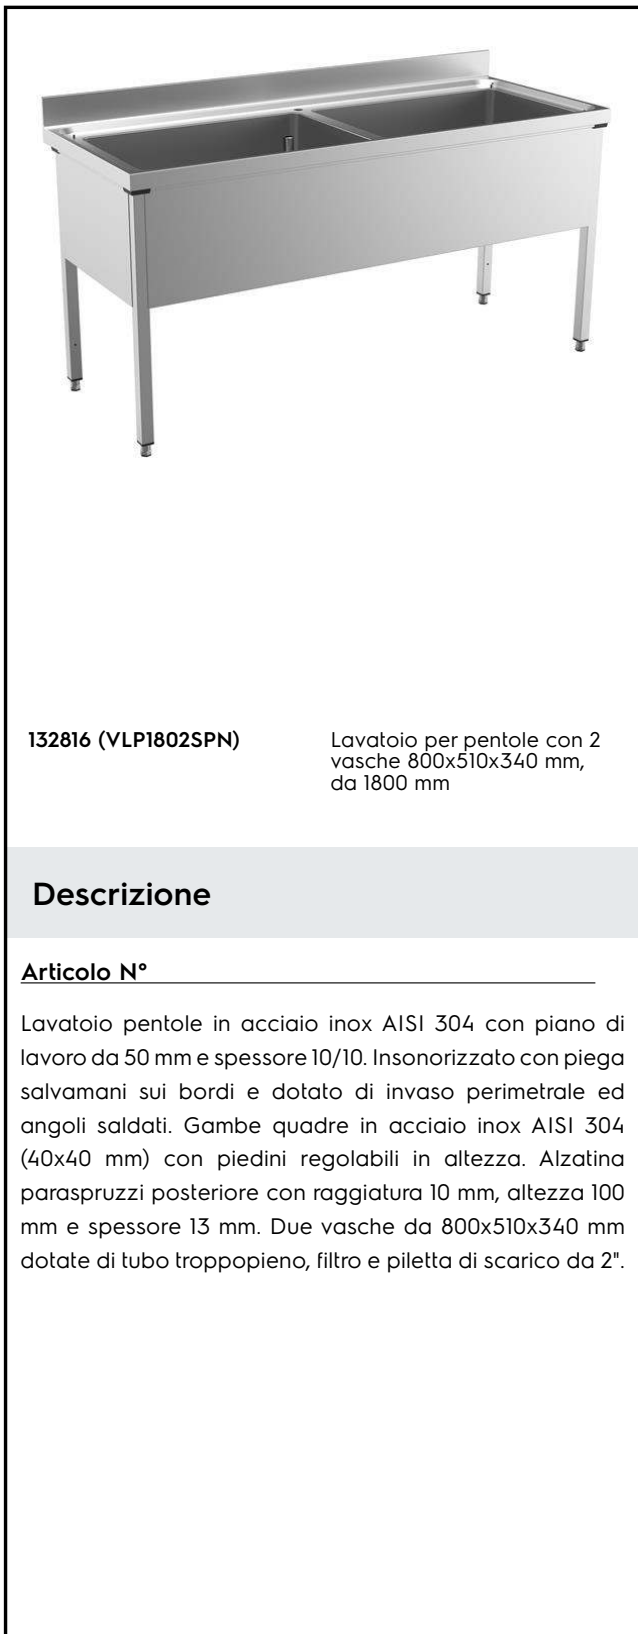 132816 (VLP1802SPN)
Lavatoio per pentole con 2
vasche 800x510x340 mm,
da 1800 mm
Descrizione
Articolo N°
Lavatoio pentole in acciaio inox AISI 304 con piano di
lavoro da 50 mm e spessore 10/10. Insonorizzato con piega
salvamani sui bordi e dotato di invaso perimetrale ed
angoli saldati. Gambe quadre in acciaio inox AISI 304
(40x40 mm) con piedini regolabili in altezza. Alzatina
paraspruzzi posteriore con raggiatura 10 mm, altezza 100
mm e spessore 13 mm. Due vasche da 800x510x340 mm
dotate di tubo troppopieno, filtro e piletta di scarico da 2".